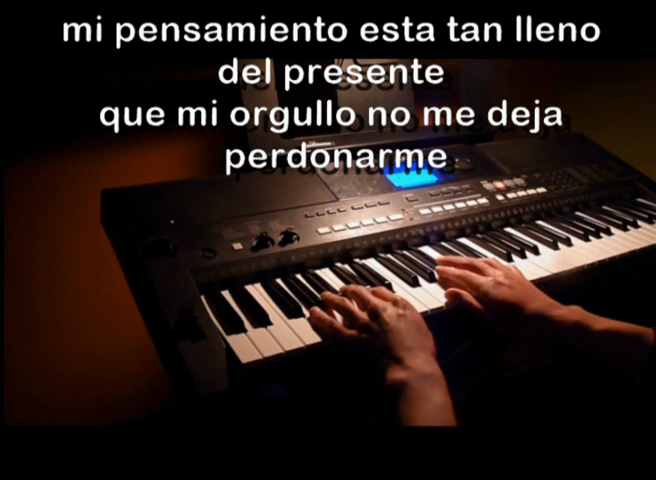 mi pensamiento esta tan lleno
del presente
que mi orgullo no me deja
perdonarme